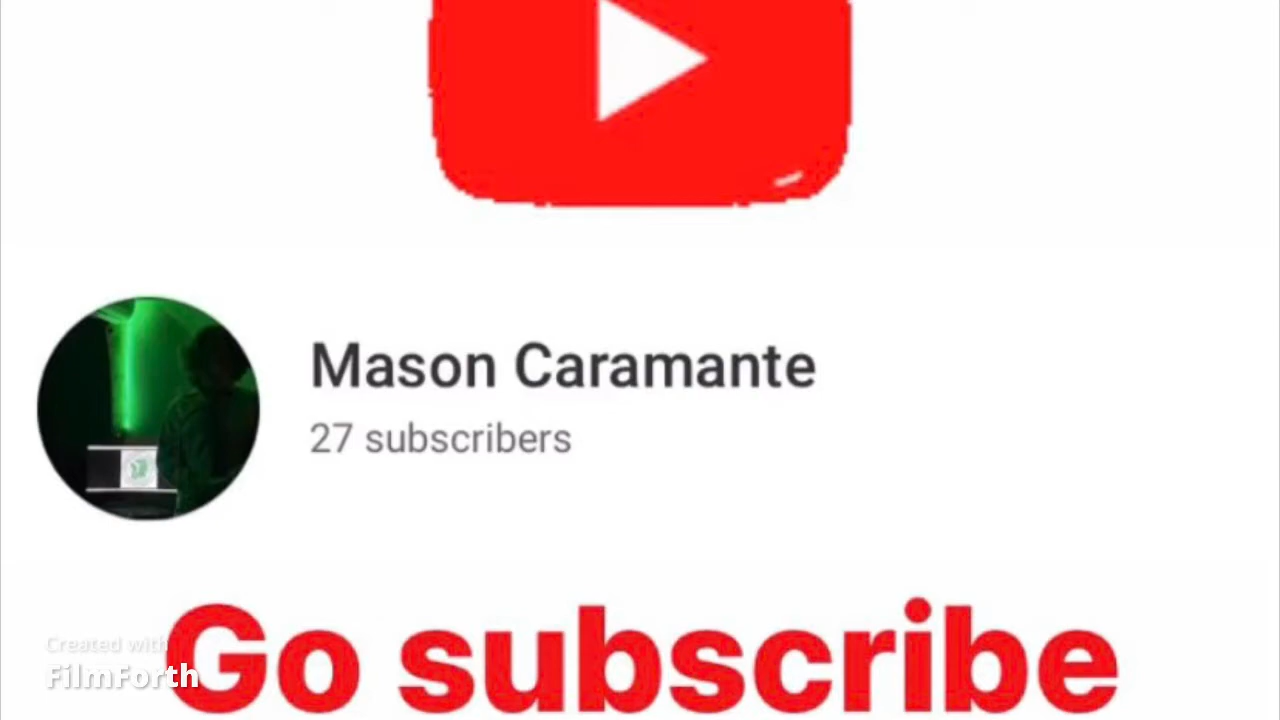 Mason Caramante
27 subscribers
Go subscribe
Created with
FilmForth